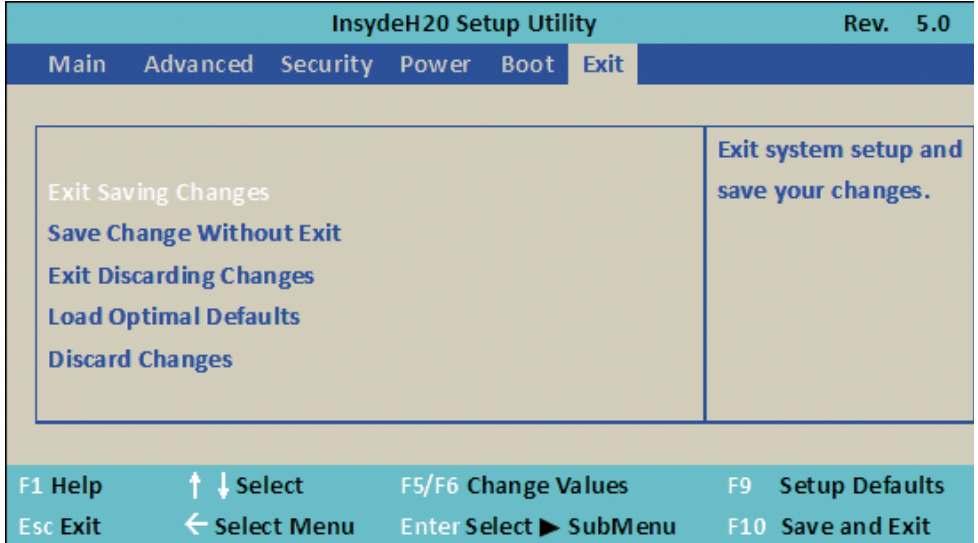 InsydeH20 Setup Utility Rev. 5.0
Main Advanced Security Power Boot Exit
Exit Saving Changes
Save Change Without Exit
Exit Discarding Changes
Load Optimal Defaults
Discard Changes
Exit system setup and
save your changes.
F1 Help ↑ ↓ Select F5/F6 Change Values F9 Setup Defaults
Esc Exit ← Select Menu Enter Select ▶ SubMenu F10 Save and Exit